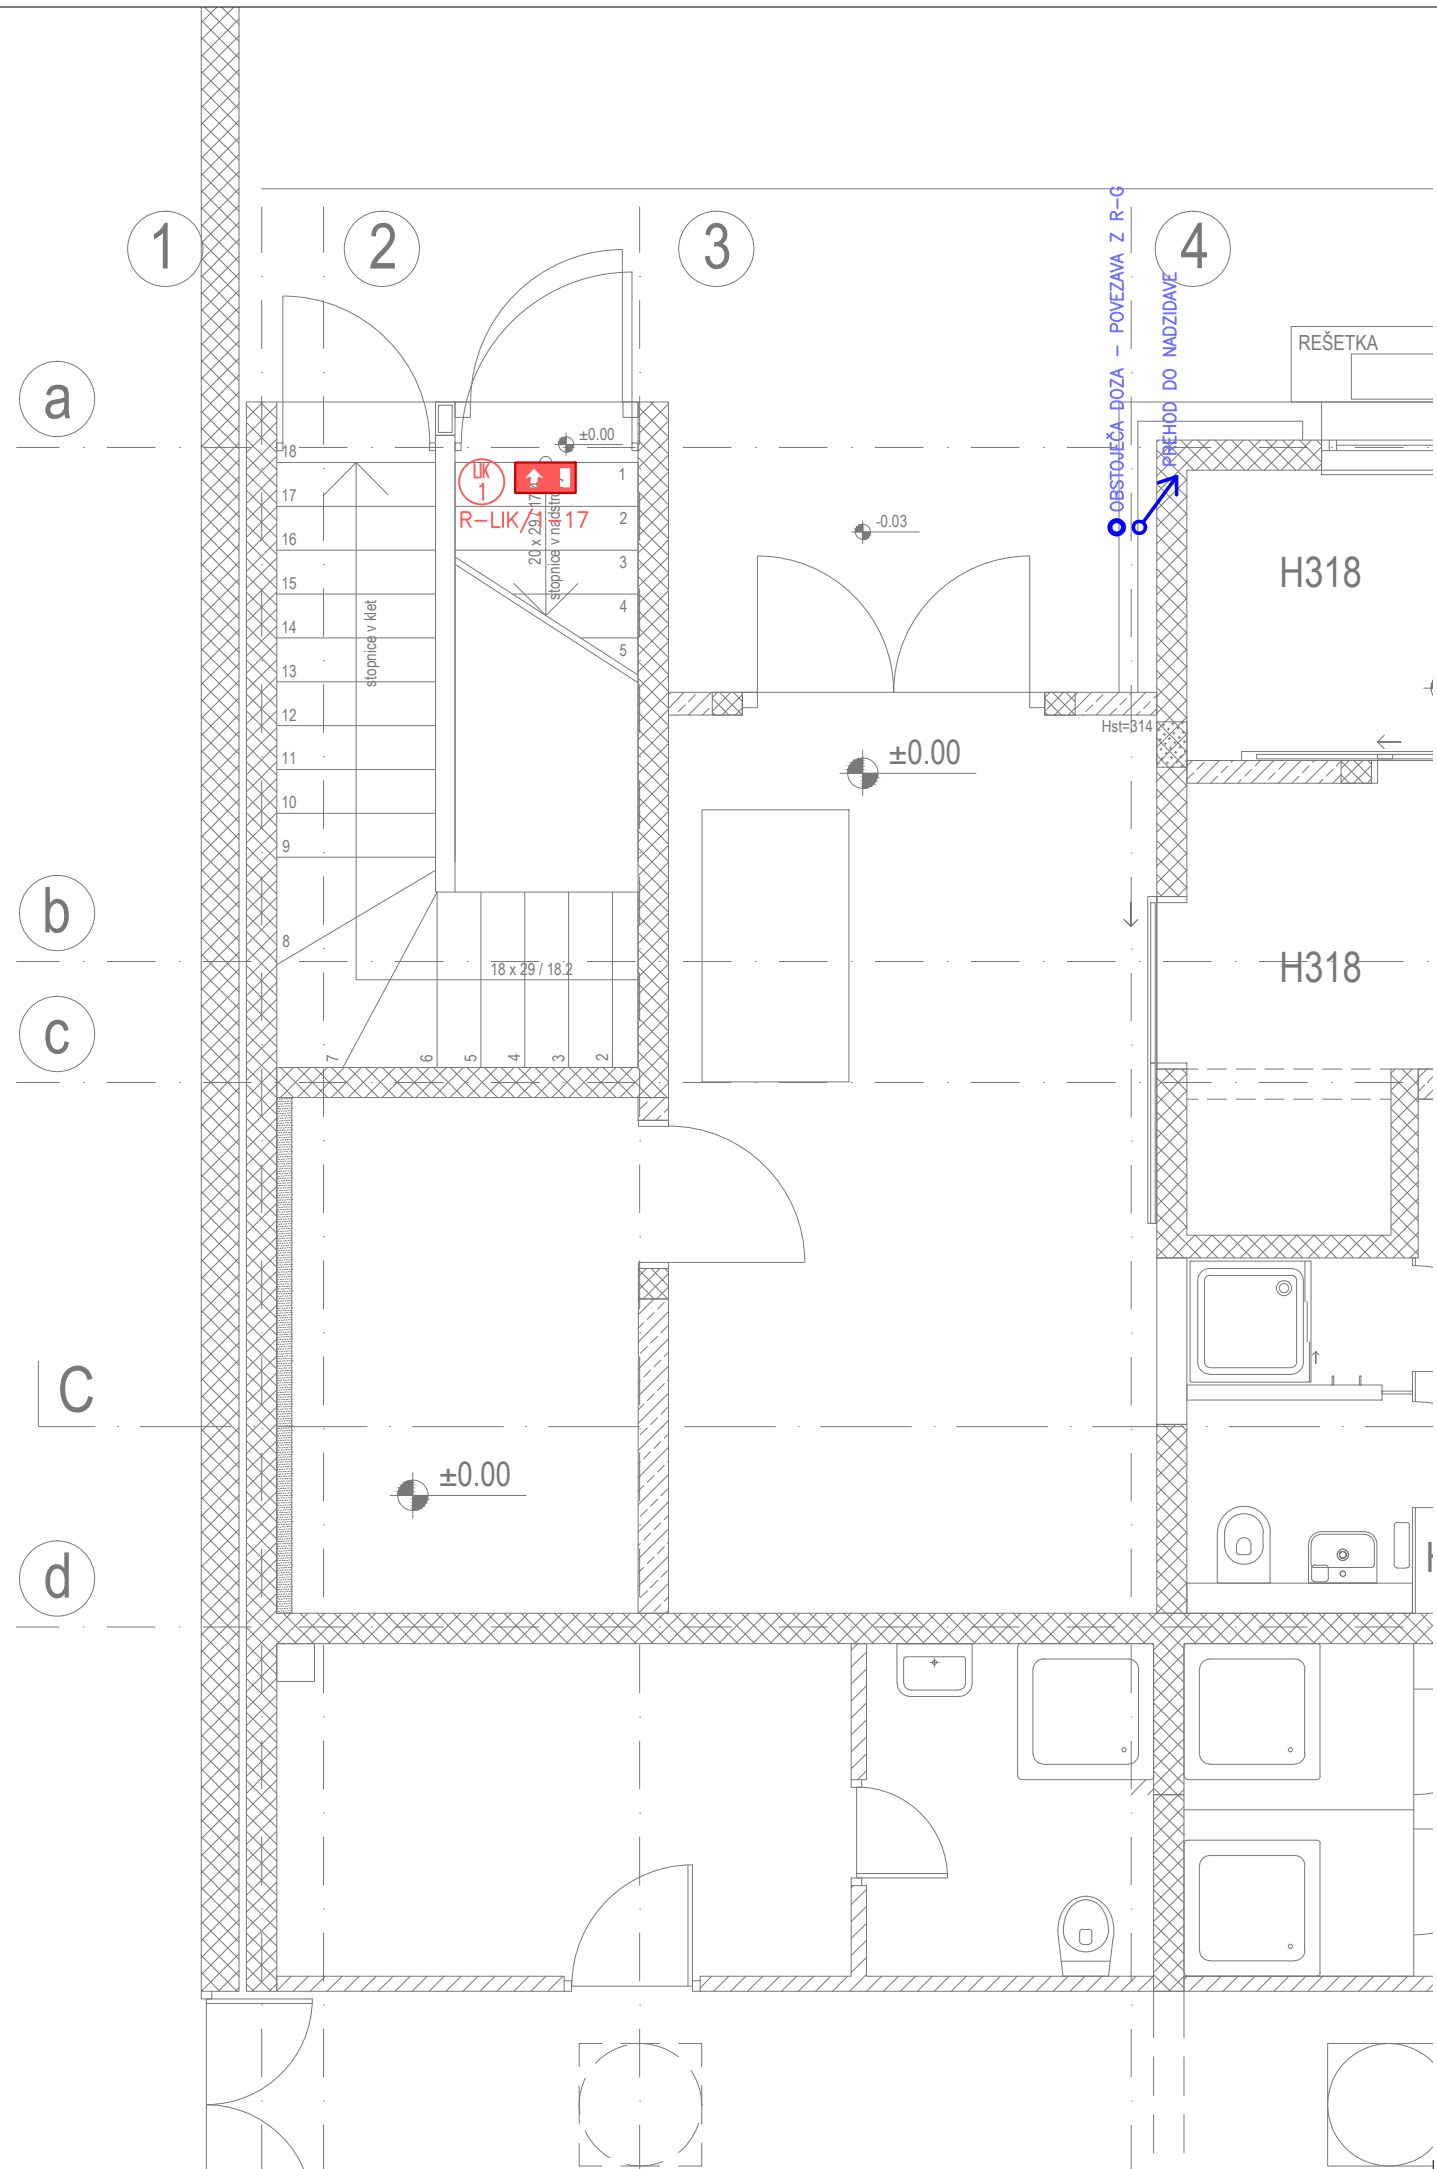 1
2
3
4
OBSTOJEČA DOZA – POVEZAVA Z R–G
PREHOD DO NADZIDAVE
REŠETKA
a
±0.00
18
17
16
15
14
13
12
11
10
9
8
7
6
5
4
3
2
LIK
1
R–LIK/1–17
1
2
3
4
5
stopnice v klet
stopnice v nadstro
-0.03
H318
Hst=314
±0.00
b
H318
18 x 29 / 18.2
c
C
±0.00
d